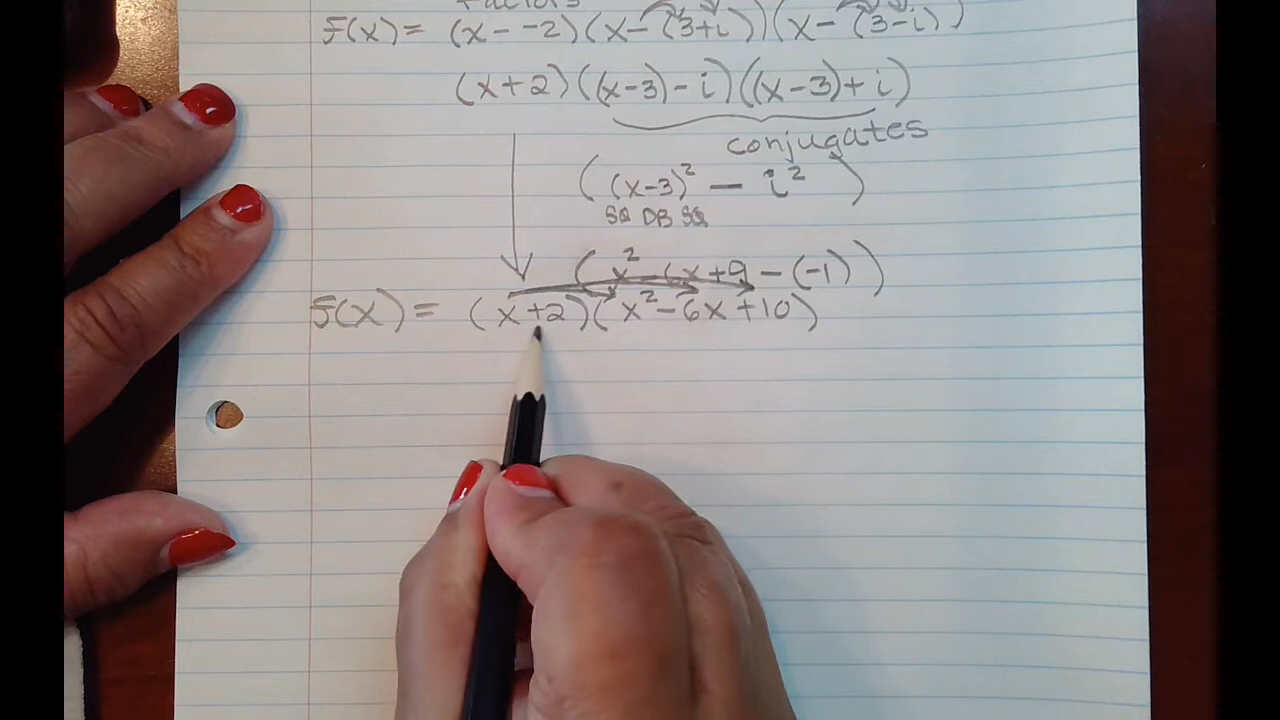 factors
f(x) = (x - -2)(x - (3+i))(x - (3-i))
(x+2)((x-3)-i)((x-3)+i)
conjugates
((x-3)² - i²)
SQ DB SQ
(x² - 6x + 9 - (-1))
f(x) = (x+2)(x² - 6x + 10)